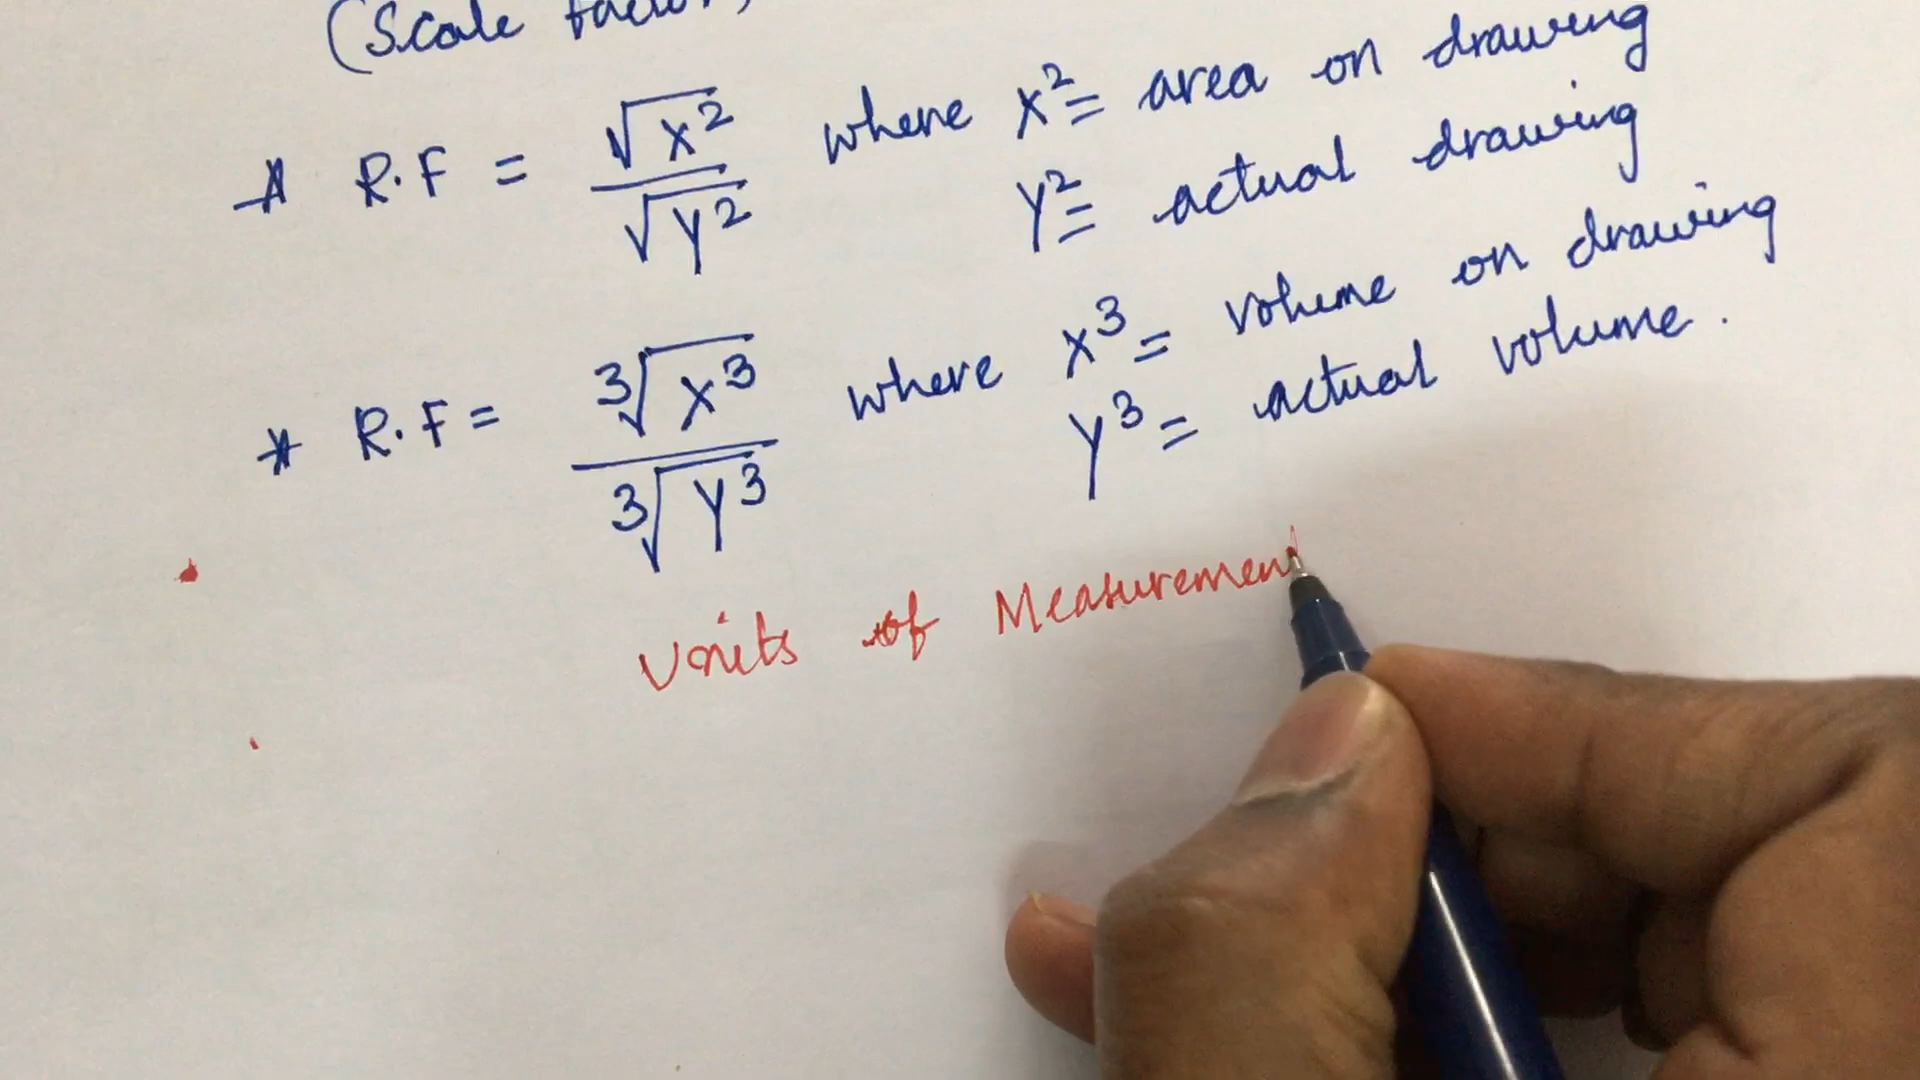 (Scale factor)
* R.F = √x² / √y² where x² = area on drawing
y² = actual drawing
* R.F = ³√x³ / ³√y³ where x³ = volume on drawing
y³ = actual volume.
Units of Measurement